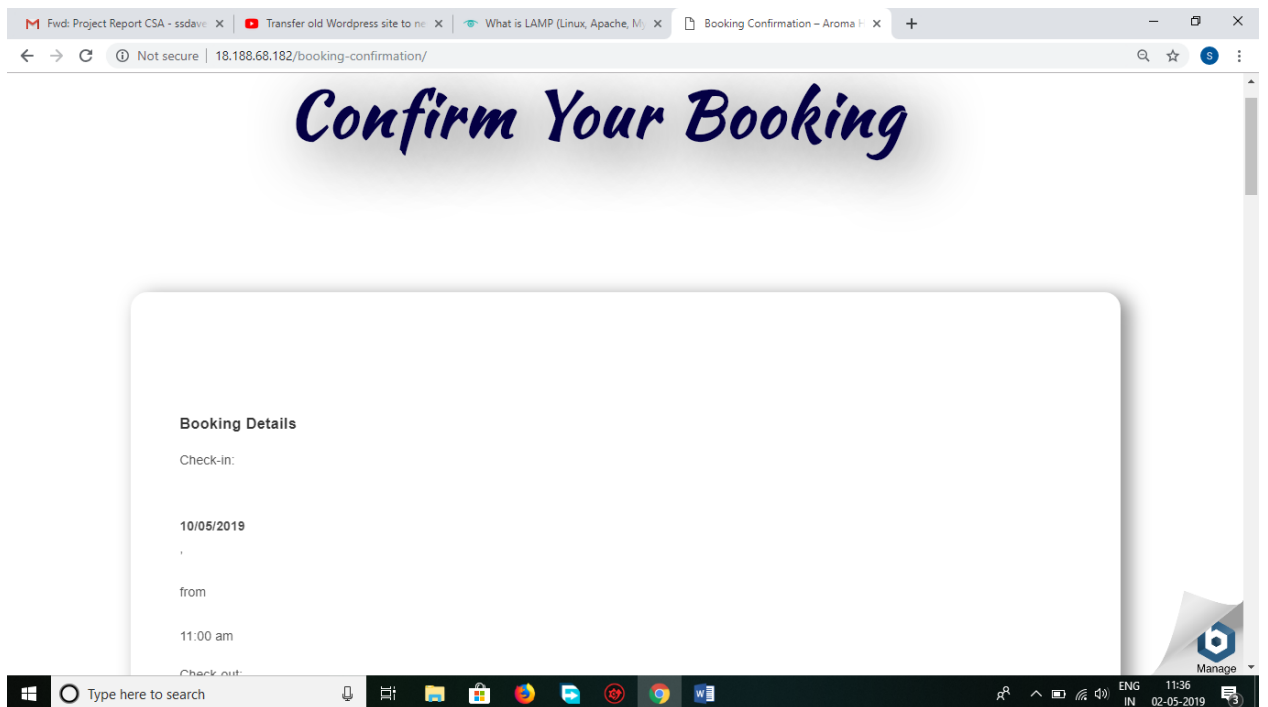 Fwd: Project Report CSA - ssdave
Transfer old Wordpress site to ne
What is LAMP (Linux, Apache, My
Booking Confirmation – Aroma H
Not secure | 18.188.68.182/booking-confirmation/
S
Confirm Your Booking
Booking Details
Check-in:
10/05/2019
,
from
11:00 am
Check-out:
Manage
Type here to search
ENG
IN
11:36
02-05-2019
3